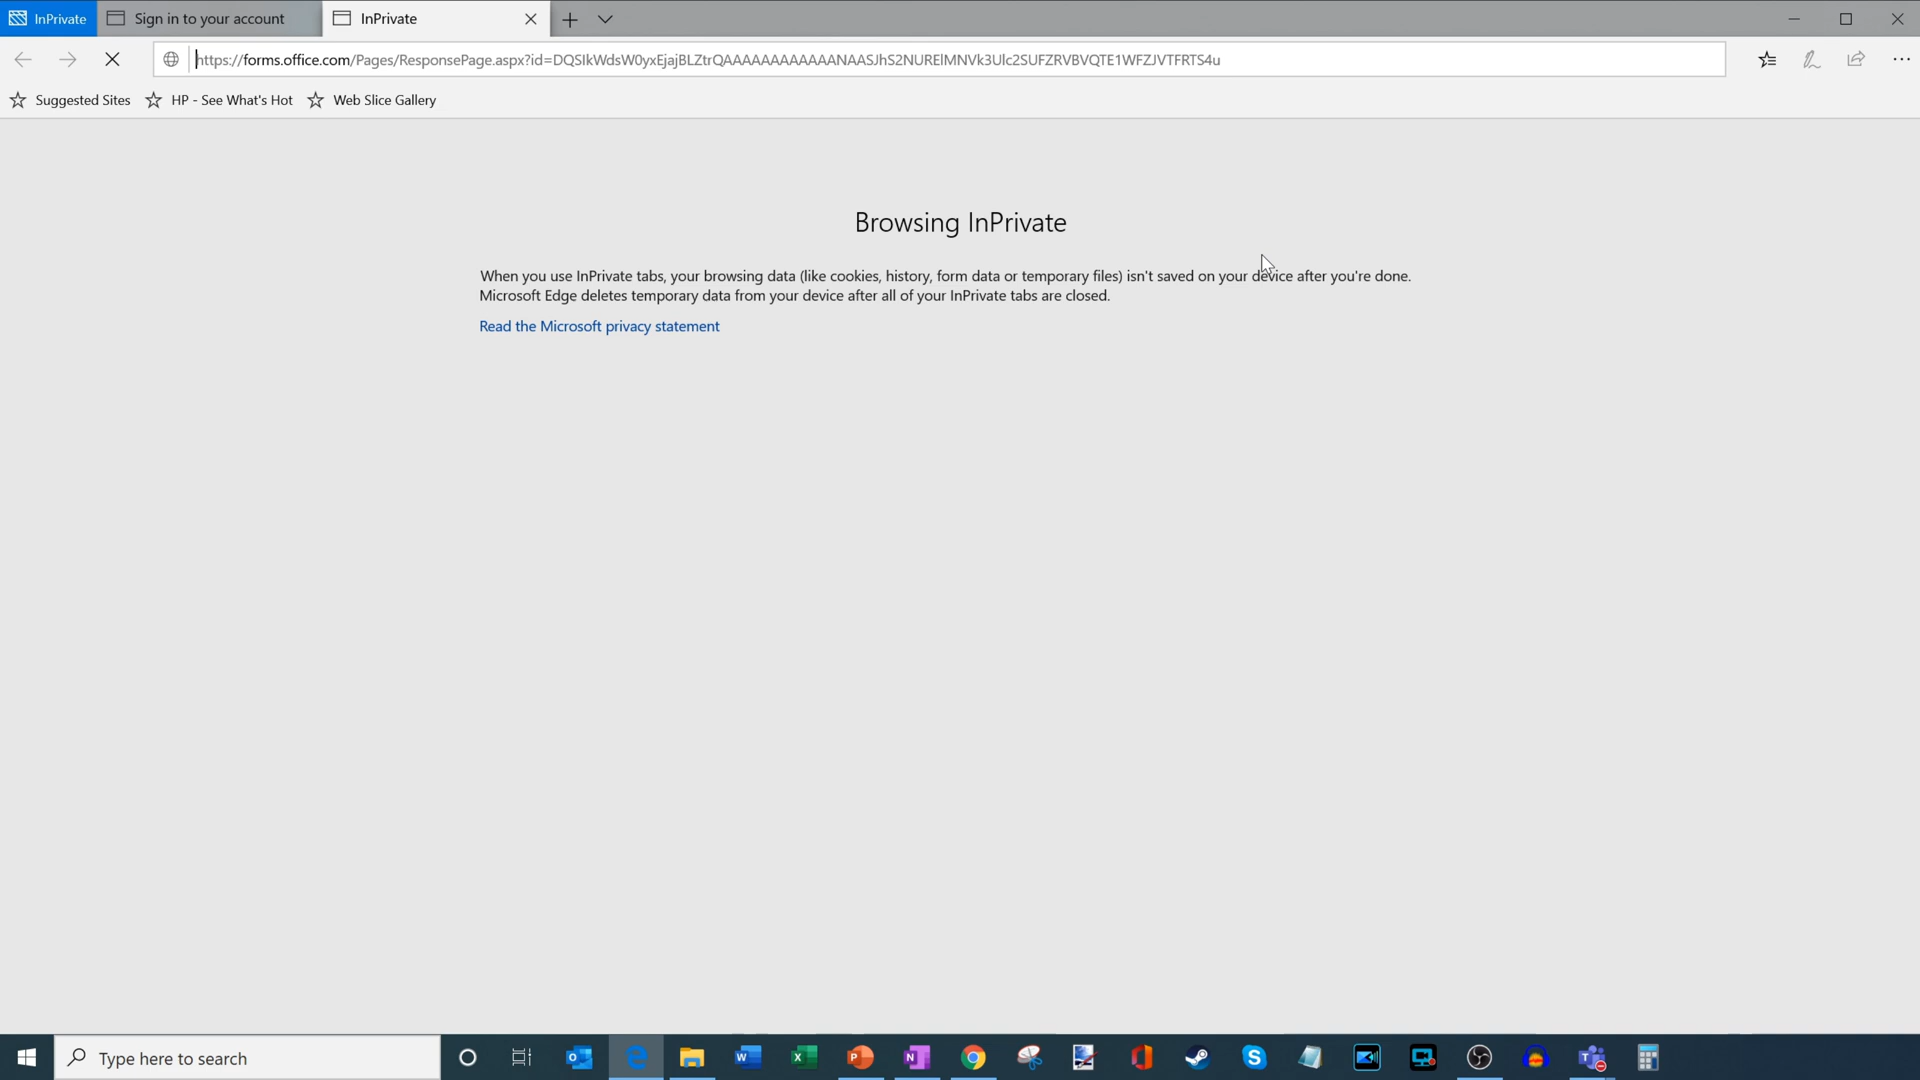 InPrivate Sign in to your account InPrivate
https://forms.office.com/Pages/ResponsePage.aspx?id=DQSIkWdsW0yxEjajBLZtrQAAAAAAAAAAAANAASJhS2NURElMNVk3Ulc2SUFZRVBVQTE1WFZJVTFRTS4u
Suggested Sites HP - See What's Hot Web Slice Gallery
Browsing InPrivate
When you use InPrivate tabs, your browsing data (like cookies, history, form data or temporary files) isn't saved on your device after you're done.
Microsoft Edge deletes temporary data from your device after all of your InPrivate tabs are closed.
Read the Microsoft privacy statement
Type here to search